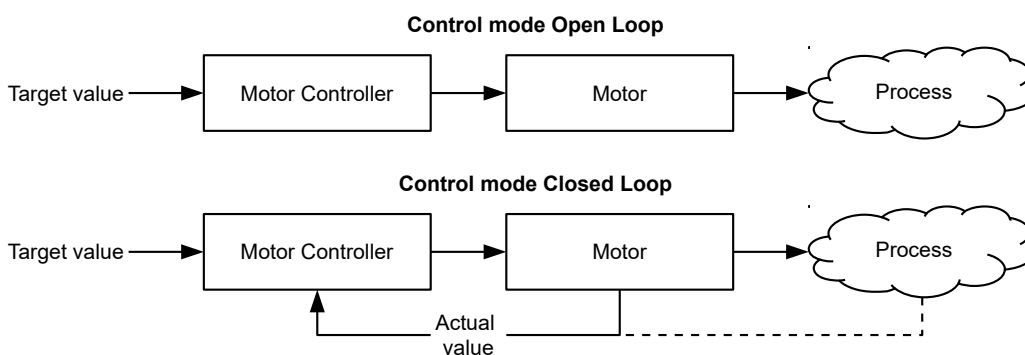 Control mode Open Loop
Target value
Motor Controller
Motor
Process
Control mode Closed Loop
Target value
Motor Controller
Motor
Process
Actual
value